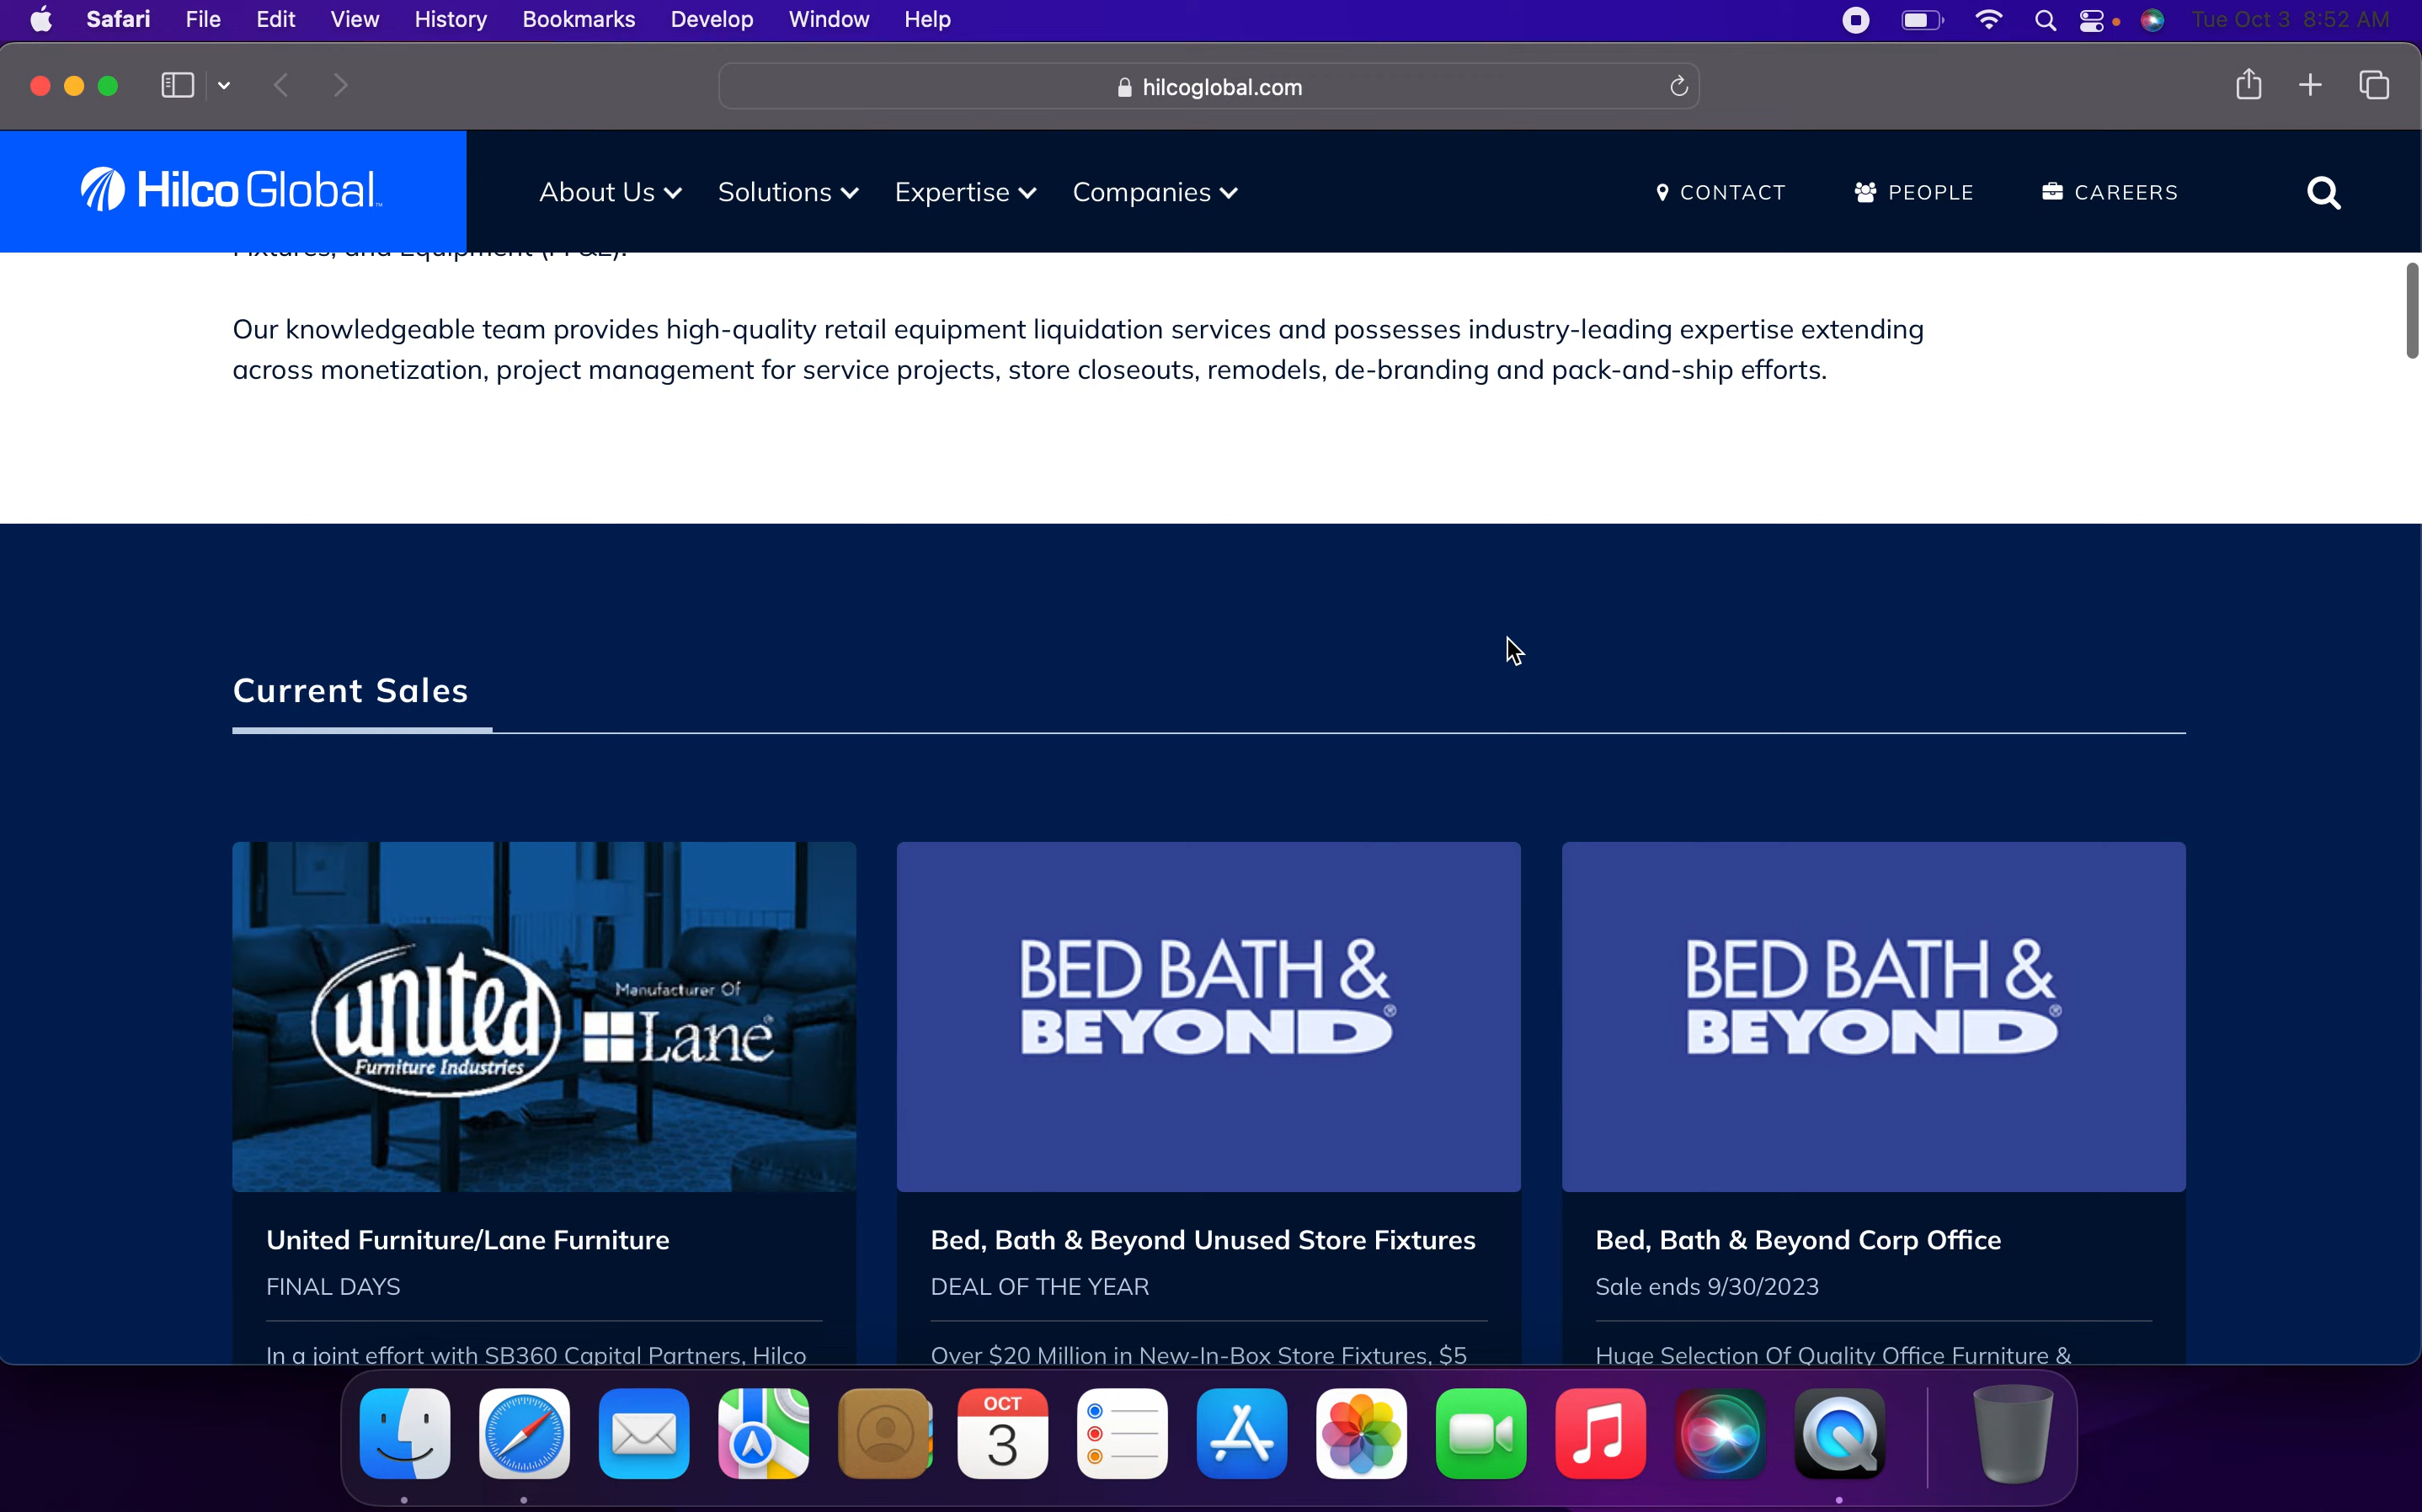 Safari File Edit View History Bookmarks Develop Window Help Tue Oct 3 8:52 AM
hilcoglobal.com
Hilco Global™ About Us Solutions Expertise Companies CONTACT PEOPLE CAREERS
Fixtures, and Equipment (FF&E).
Our knowledgeable team provides high-quality retail equipment liquidation services and possesses industry-leading expertise extending
across monetization, project management for service projects, store closeouts, remodels, de-branding and pack-and-ship efforts.
Current Sales
united
Furniture Industries
Manufacturer Of
Lane®
BED BATH &
BEYOND®
BED BATH &
BEYOND®
United Furniture/Lane Furniture
FINAL DAYS
In a joint effort with SB360 Capital Partners, Hilco
Bed, Bath & Beyond Unused Store Fixtures
DEAL OF THE YEAR
Over $20 Million in New-In-Box Store Fixtures, $5
Bed, Bath & Beyond Corp Office
Sale ends 9/30/2023
Huge Selection Of Quality Office Furniture &
OCT
3